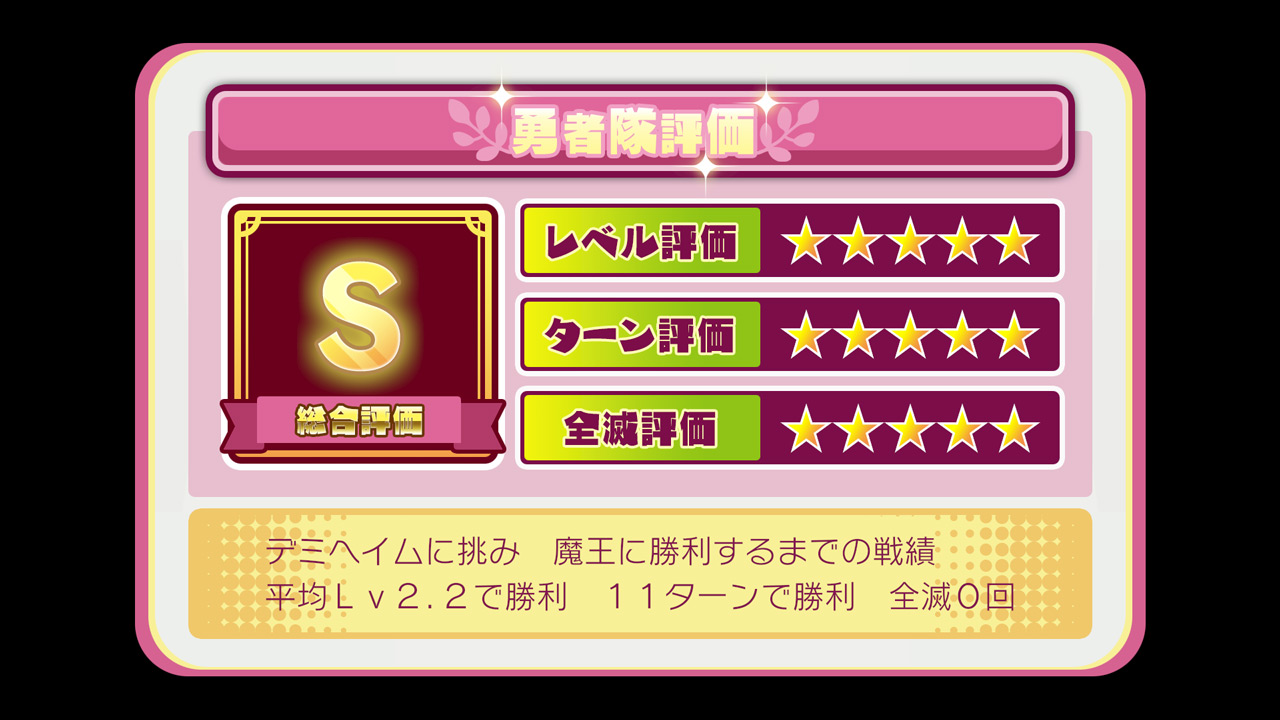 勇者隊評価
S
総合評価
レベル評価 ★★★★★
ターン評価 ★★★★★
全滅評価 ★★★★★
デミヘイムに挑み　魔王に勝利するまでの戦績
平均Ｌｖ２.２で勝利　１１ターンで勝利　全滅０回